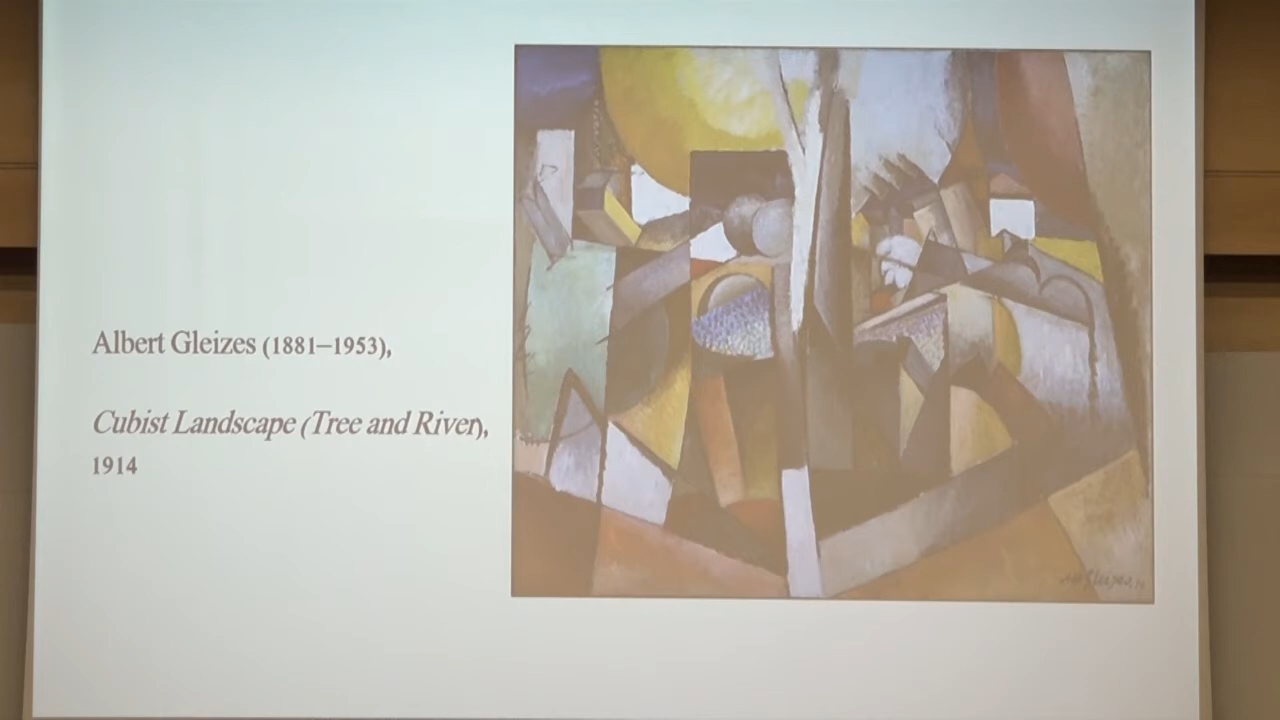 Albert Gleizes (1881–1953),
Cubist Landscape (Tree and River),
1914